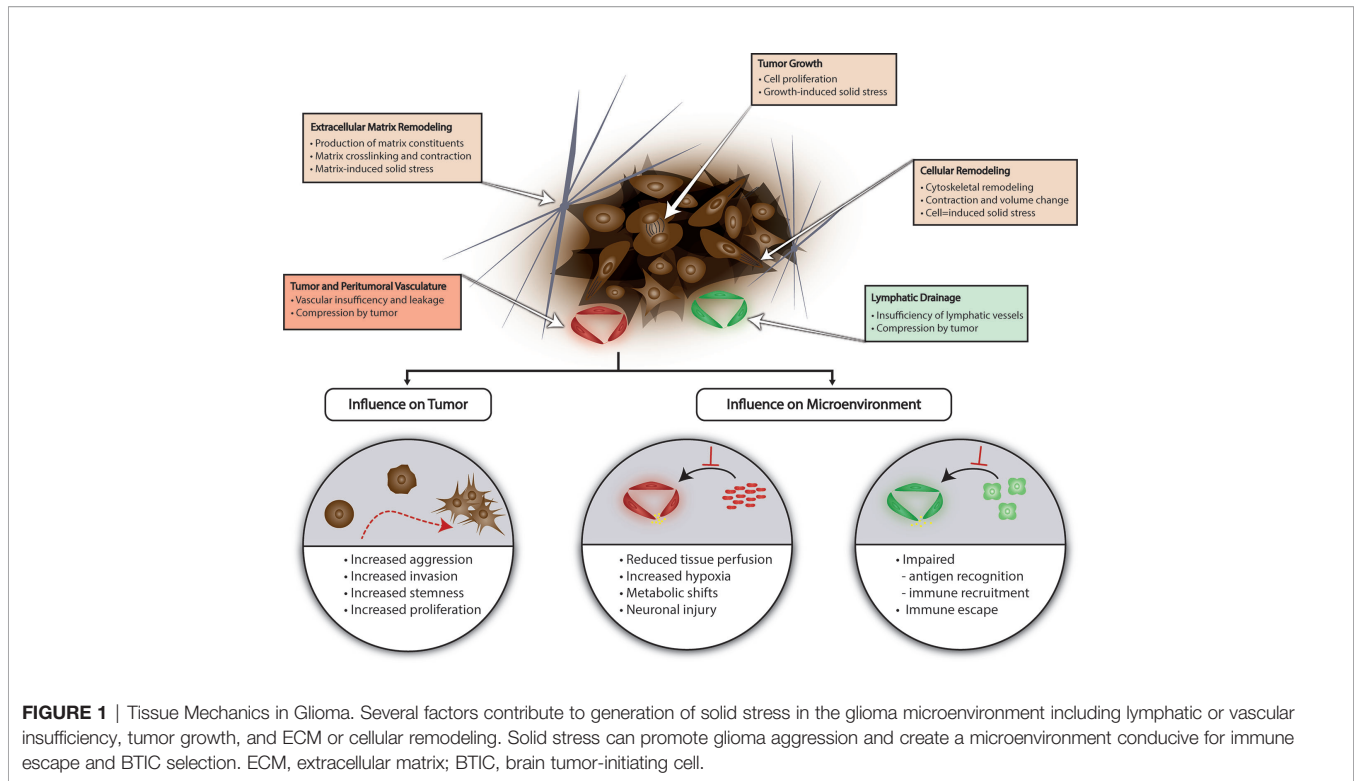 Tumor Growth
• Cell proliferation
• Growth-induced solid stress
Extracellular Matrix Remodeling
• Production of matrix constituents
• Matrix crosslinking and contraction
• Matrix-induced solid stress
Cellular Remodeling
• Cytoskeletal remodeling
• Contraction and volume change
• Cell=induced solid stress
Tumor and Peritumoral Vasculature
• Vascular insufficency and leakage
• Compression by tumor
Lymphatic Drainage
• Insufficiency of lymphatic vessels
• Compression by tumor
Influence on Tumor
Influence on Microenvironment
• Increased aggression
• Increased invasion
• Increased stemness
• Increased proliferation
• Reduced tissue perfusion
• Increased hypoxia
• Metabolic shifts
• Neuronal injury
• Impaired
- antigen recognition
- immune recruitment
• Immune escape
FIGURE 1 | Tissue Mechanics in Glioma. Several factors contribute to generation of solid stress in the glioma microenvironment including lymphatic or vascular
insufficiency, tumor growth, and ECM or cellular remodeling. Solid stress can promote glioma aggression and create a microenvironment conducive for immune
escape and BTIC selection. ECM, extracellular matrix; BTIC, brain tumor-initiating cell.